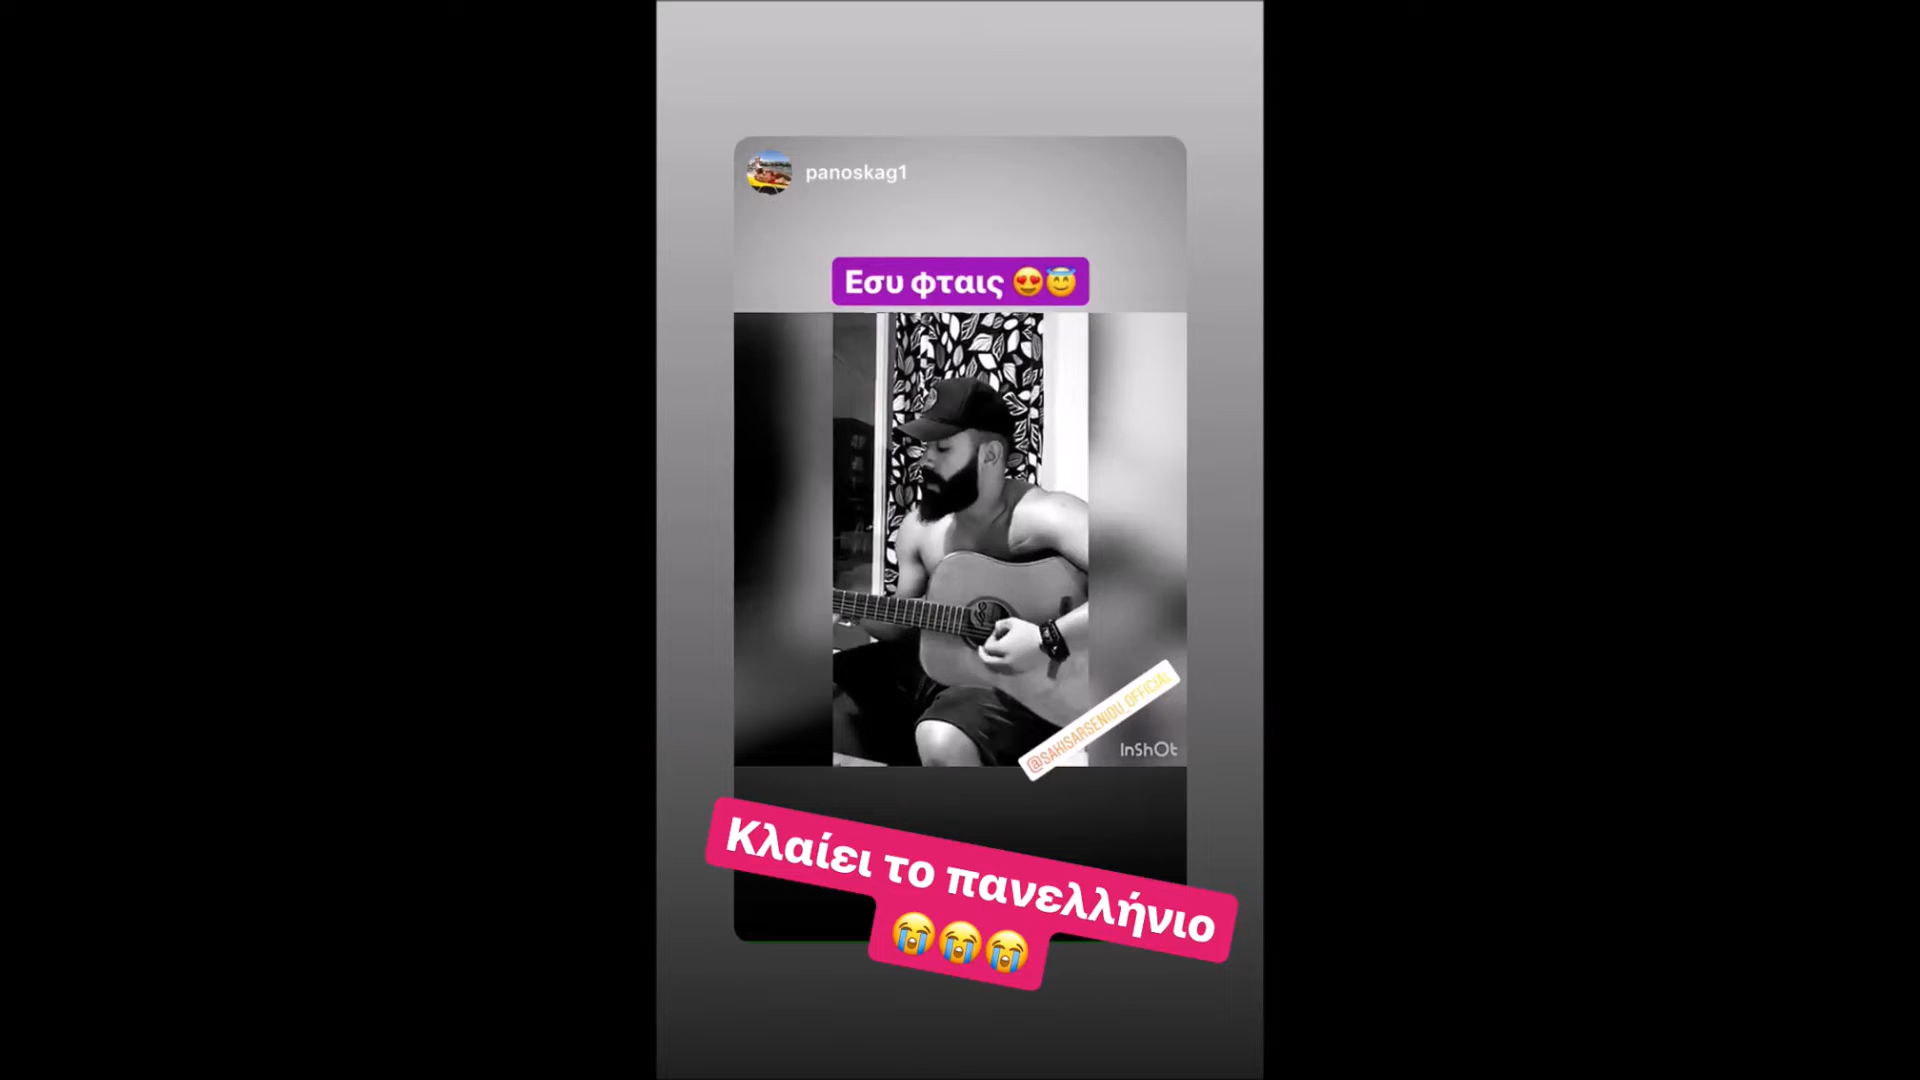 panoskag1
Εσυ φταις 😍😇
@SAKISARSENIOU_OFFICIAL
InShOt
Κλαίει το πανελλήνιο
😭😭😭